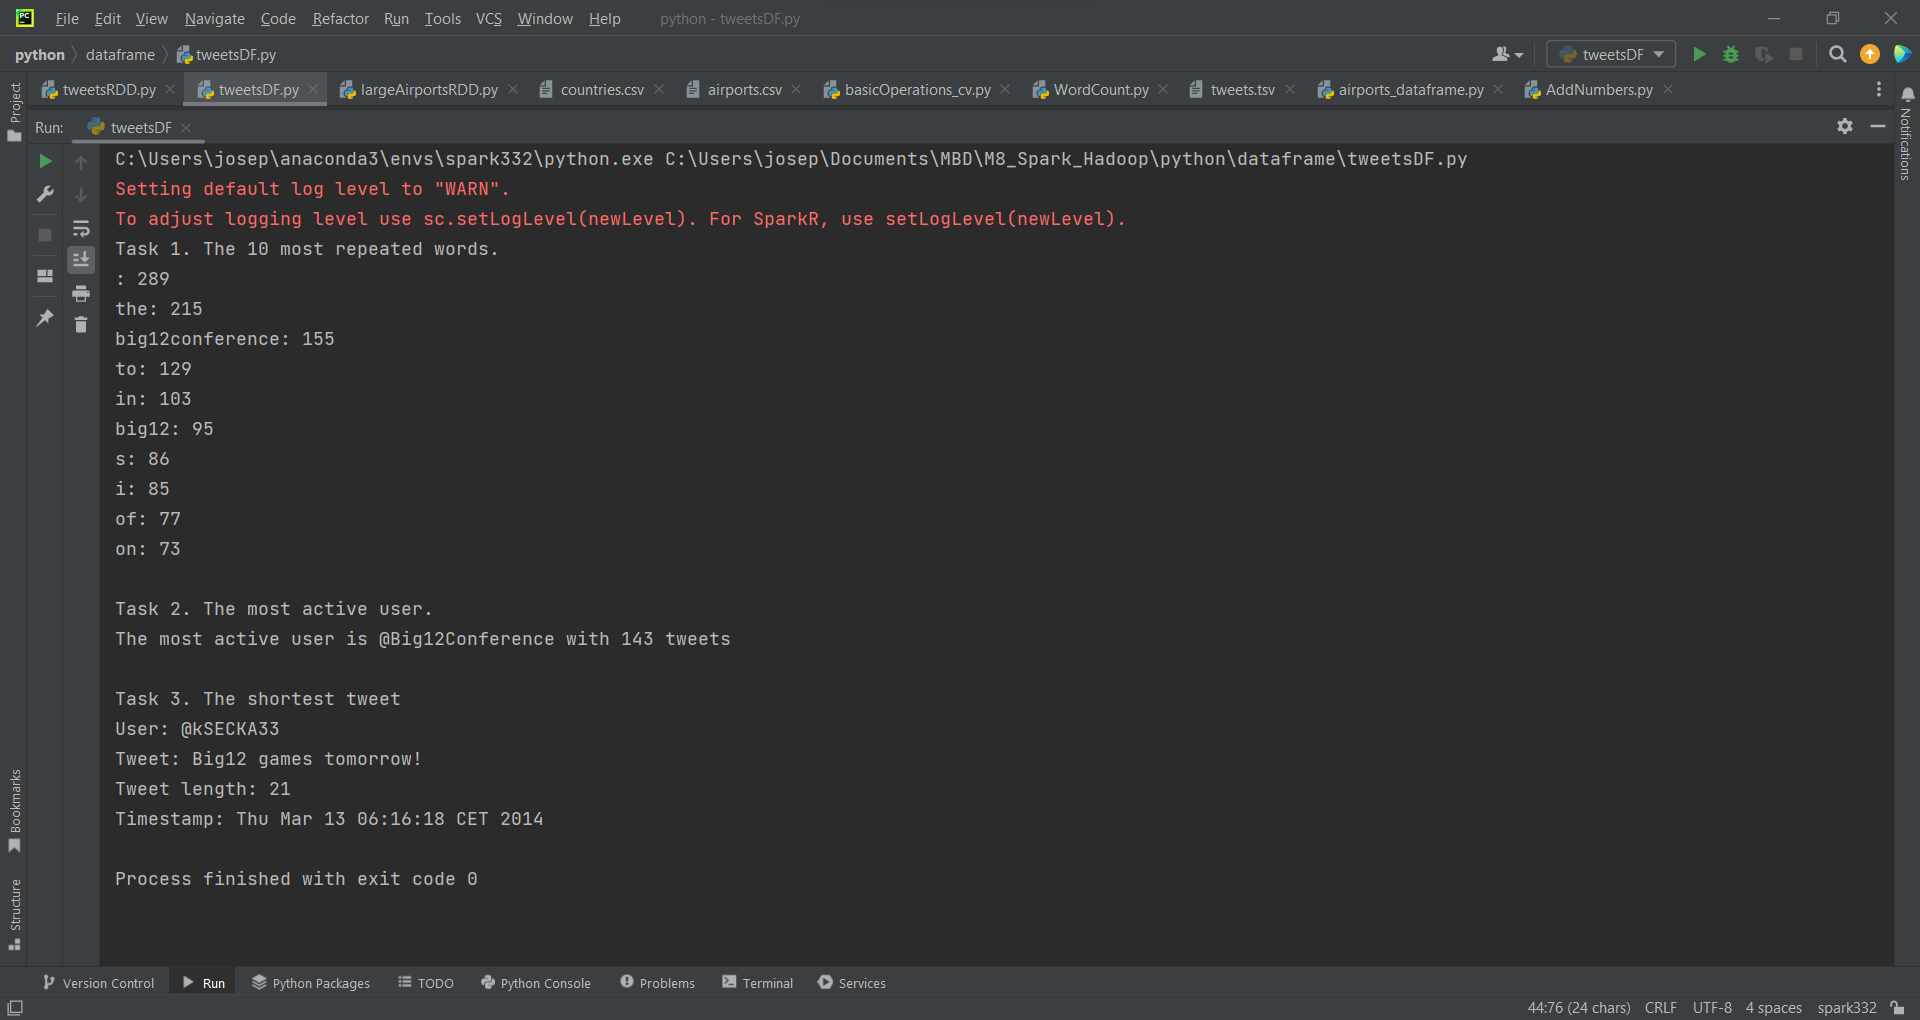 PC
File Edit View Navigate Code Refactor Run Tools VCS Window Help python - tweetsDF.py
python dataframe tweetsDF.py
tweetsDF
tweetsRDD.py tweetsDF.py largeAirportsRDD.py countries.csv airports.csv basicOperations_cv.py WordCount.py tweets.tsv airports_dataframe.py AddNumbers.py
Project
Notifications
Run: tweetsDF
C:\Users\josep\anaconda3\envs\spark332\python.exe C:\Users\josep\Documents\MBD\M8_Spark_Hadoop\python\dataframe\tweetsDF.py
Setting default log level to "WARN".
To adjust logging level use sc.setLogLevel(newLevel). For SparkR, use setLogLevel(newLevel).
Task 1. The 10 most repeated words.
: 289
the: 215
big12conference: 155
to: 129
in: 103
big12: 95
s: 86
i: 85
of: 77
on: 73
Task 2. The most active user.
The most active user is @Big12Conference with 143 tweets
Task 3. The shortest tweet
User: @kSECKA33
Tweet: Big12 games tomorrow!
Tweet length: 21
Timestamp: Thu Mar 13 06:16:18 CET 2014
Process finished with exit code 0
Bookmarks
Structure
Version Control Run Python Packages TODO Python Console Problems Terminal Services
44:76 (24 chars) CRLF UTF-8 4 spaces spark332